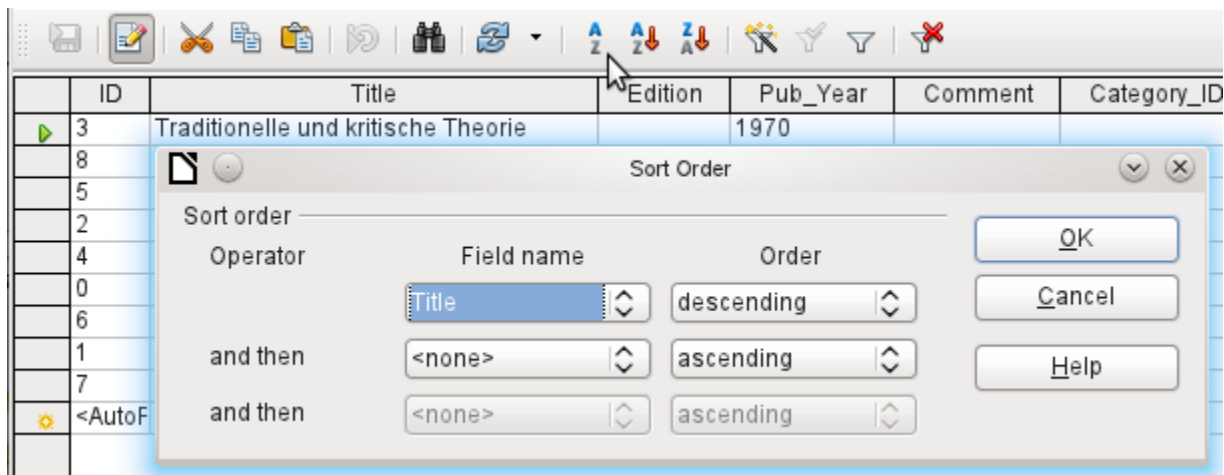 ID Title Edition Pub_Year Comment Category_ID
3 Traditionelle und kritische Theorie 1970
8
5
2
4
0
6
1
7
<AutoF
Sort Order
Sort order
Operator Field name Order
Title descending
and then <none> ascending
and then <none> ascending
OK
Cancel
Help